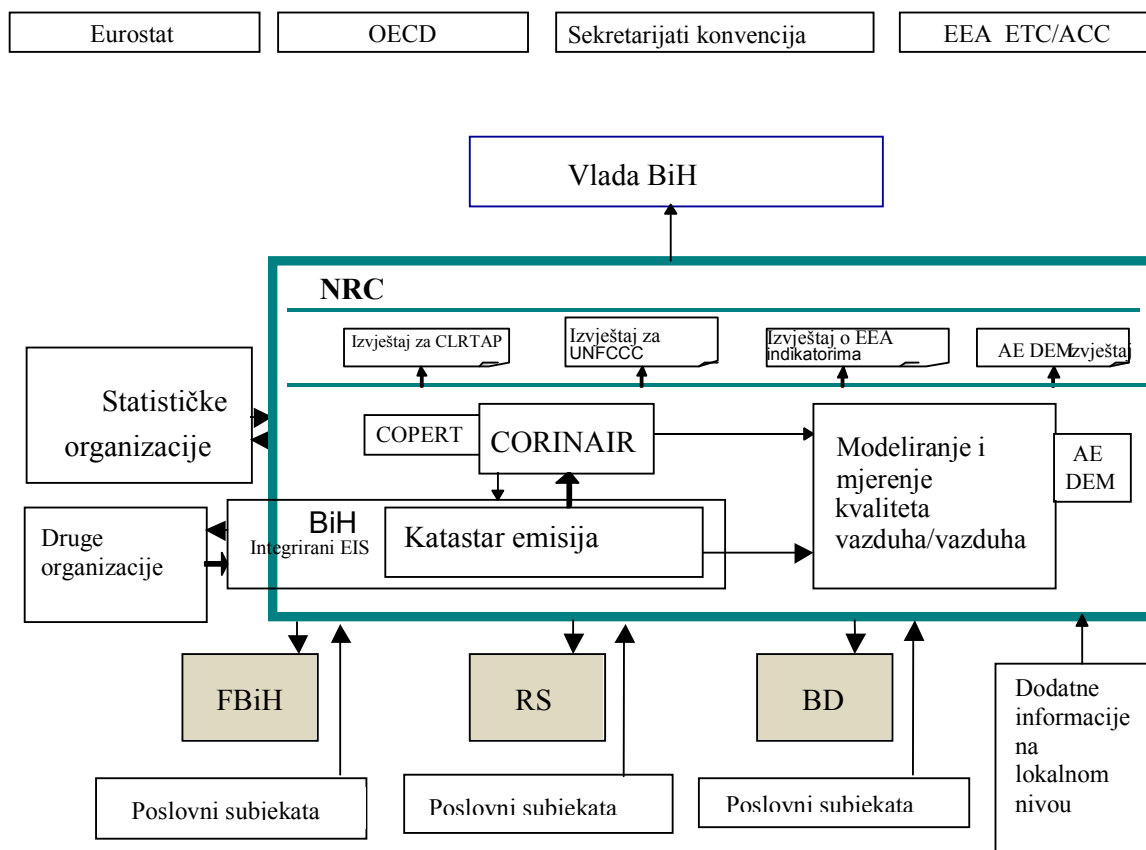 Eurostat
OECD
Sekretarijati konvencija
EEA ETC/ACC
Vlada BiH
NRC
Izvještaj za CLRTAP
Izvještaj za
UNFCCC
Izvještaj o EEA
indikatorima
AE DEM Izvještaj
Statističke
organizacije
COPERT
CORINAIR
Modeliranje i
mjerenje
kvaliteta
vazduha/vazduha
AE
DEM
BiH
Integrirani EIS
Katastar emisija
Druge
organizacije
FBiH
RS
BD
Dodatne
informacije
na
lokalnom
nivou
Poslovni subjekata
Poslovni subjekata
Poslovni subjekata